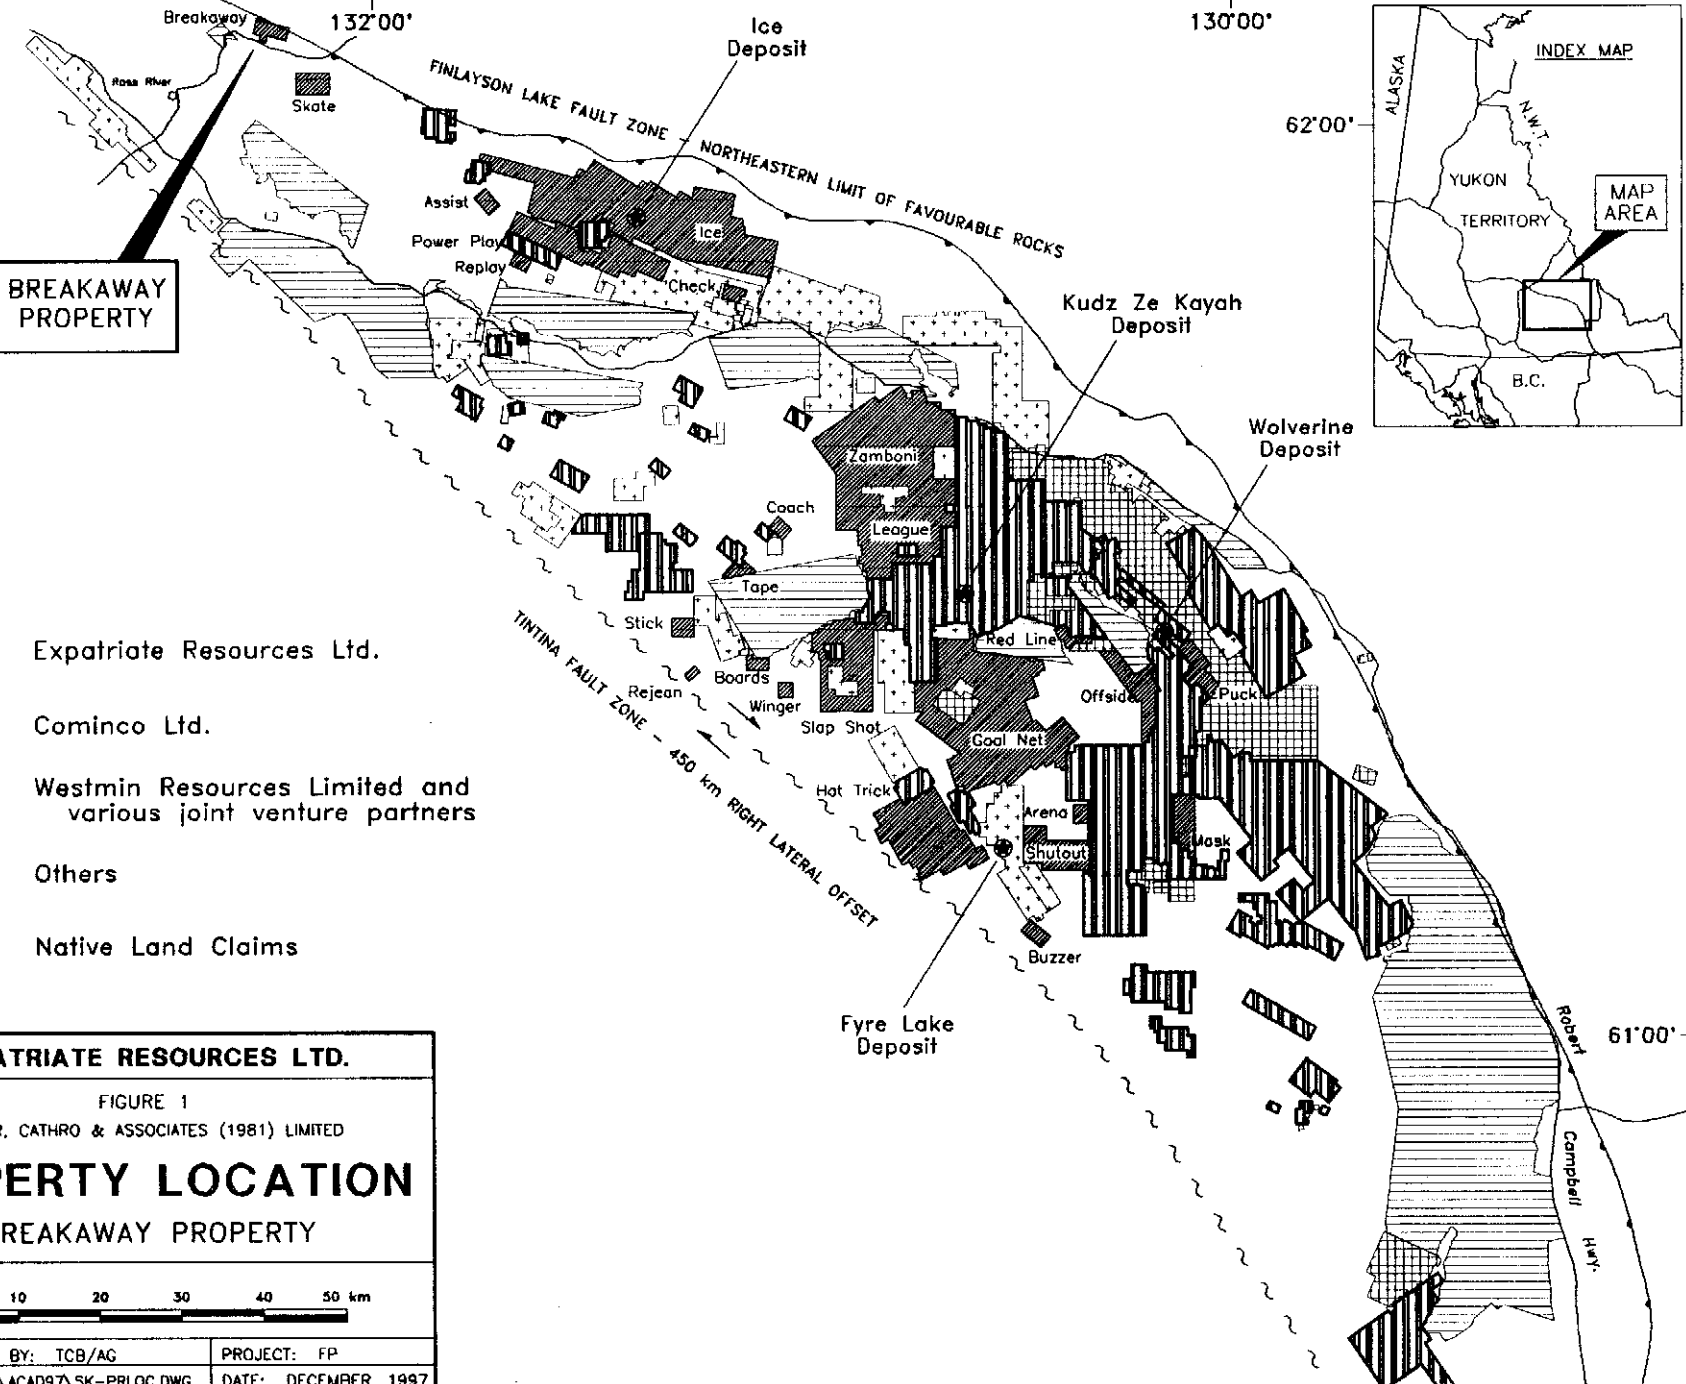 Breakaway
132°00'
Ice
Deposit
130°00'
INDEX MAP
ALASKA
N.W.T.
YUKON
TERRITORY
MAP
AREA
B.C.
62°00'
Ross River
Skate
FINLAYSON LAKE FAULT ZONE - NORTHEASTERN LIMIT OF FAVOURABLE ROCKS
Assist
Ice
Power Play
Replay
Check
BREAKAWAY
PROPERTY
Kudz Ze Kayah
Deposit
Wolverine
Deposit
Zamboni
Coach
League
Tape
Stick
Red Line
Rejean
Boards
Winger
Offside
Puck
Slap Shot
Goal Net
TINTINA FAULT ZONE - 450 km RIGHT LATERAL OFFSET
Hat Trick
Arena
Shutout
Mask
Buzzer
Fyre Lake
Deposit
Robert
Campbell
Hwy.
61°00'
Expatriate Resources Ltd.
Cominco Ltd.
Westmin Resources Limited and
various joint venture partners
Others
Native Land Claims
ATRIATE RESOURCES LTD.
FIGURE 1
R, CATHRO & ASSOCIATES (1981) LIMITED
PERTY LOCATION
REAKAWAY PROPERTY
10 20 30 40 50 km
BY: TCB/AG
PROJECT: FP
\ACAD97\SK-PRLOC.DWG
DATE: DECEMBER 1997